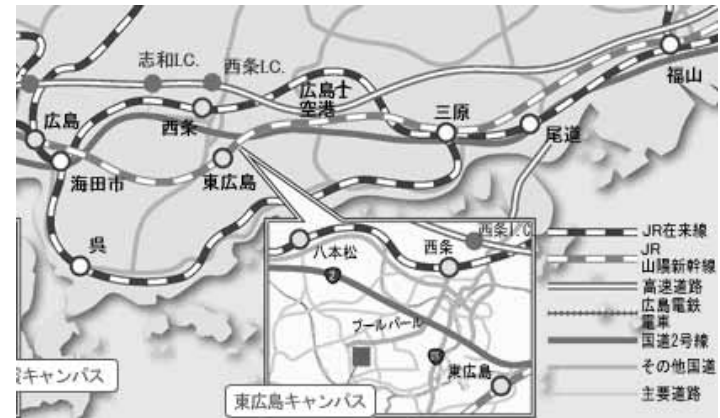 志和I.C.
西条I.C.
広島
空港
福山
三原
尾道
西条
広島
海田市
東広島
呉
西条I.C
八本松
西条
2
ブールバール
東広島
キャンパス
東広島キャンパス
JR在来線
JR
山陽新幹線
高速道路
広島電鉄
電車
国道2号線
その他国道
主要道路